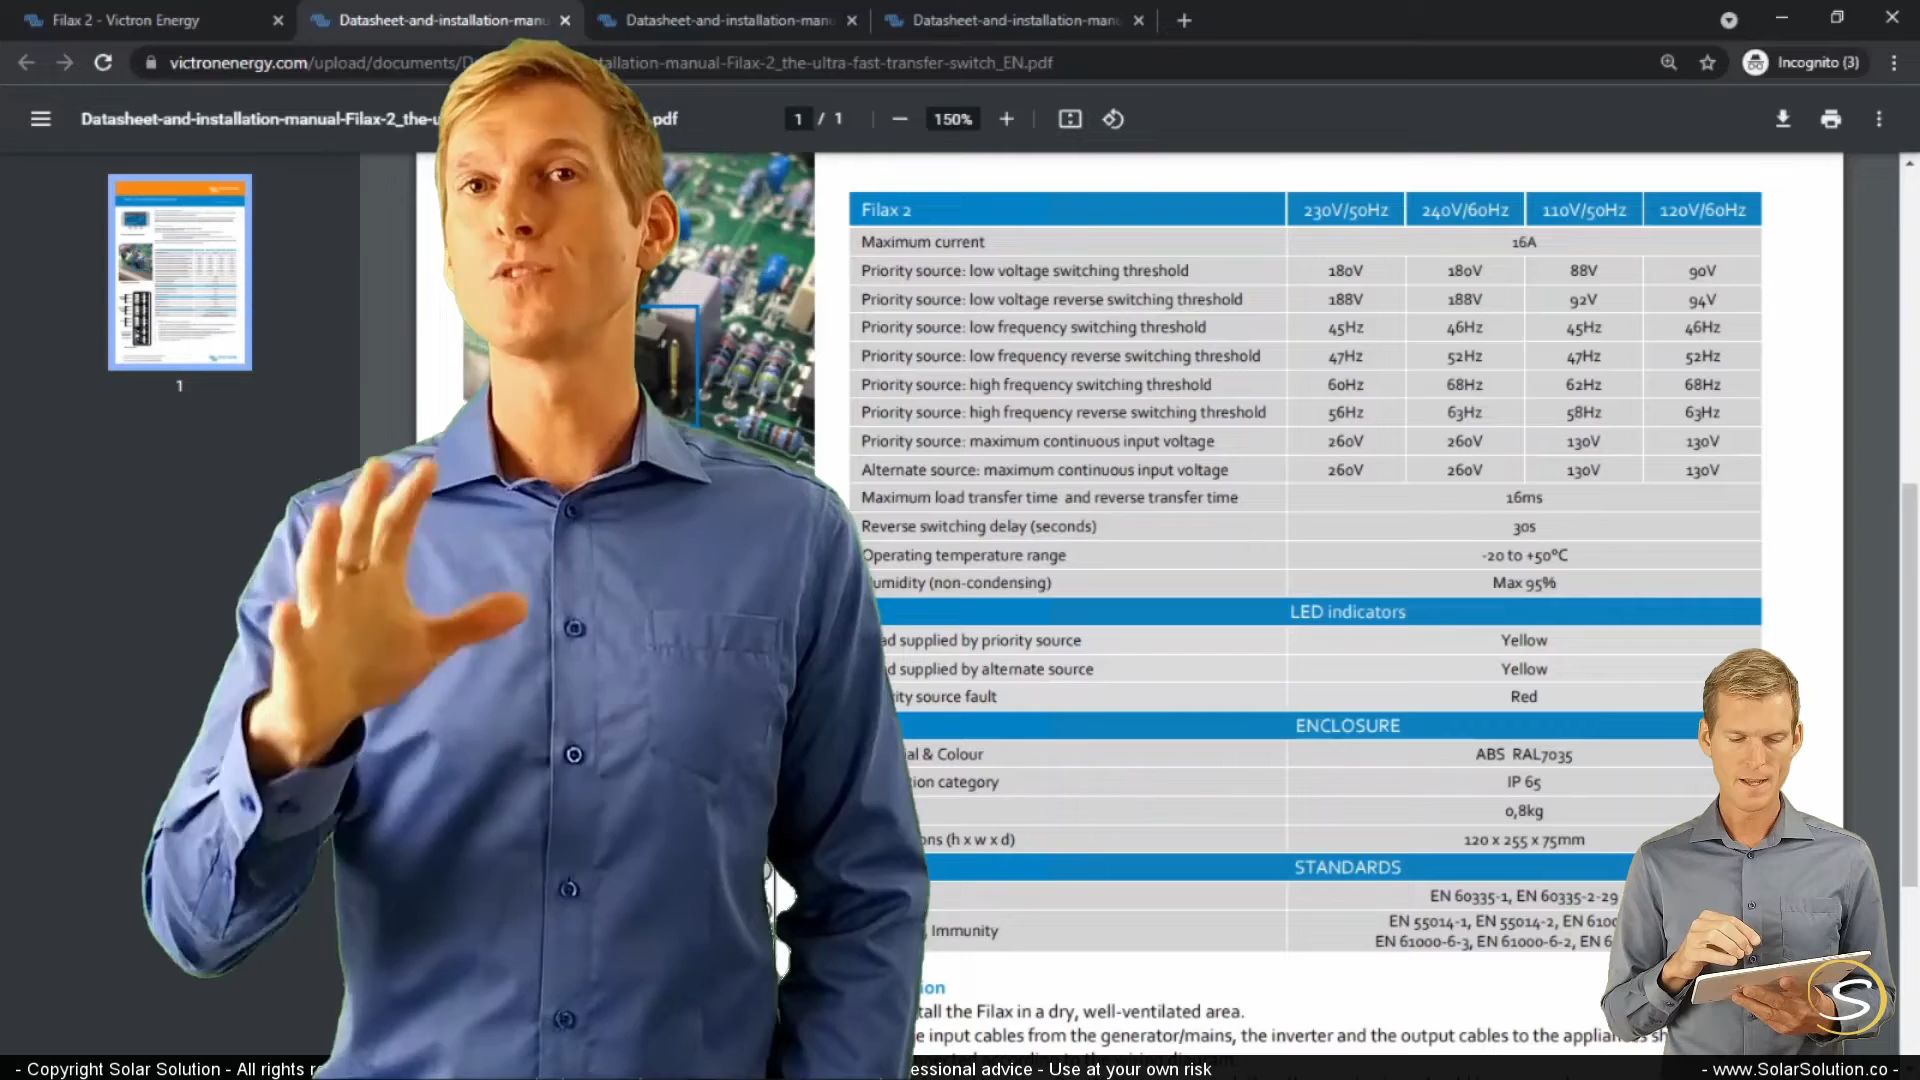 Filax 2 - Victron Energy
Datasheet-and-installation-manu
Datasheet-and-installation-manu
Datasheet-and-installation-manu
victronenergy.com/upload/documents/D tallation-manual-Filax-2_the-ultra-fast-transfer-switch_EN.pdf
Incognito (3)
Datasheet-and-installation-manual-Filax-2_the-u .pdf
1 / 1
150%
1
Filax 2 230V/50Hz 240V/60Hz 110V/50Hz 120V/60Hz
Maximum current 16A
Priority source: low voltage switching threshold 180V 180V 88V 90V
Priority source: low voltage reverse switching threshold 188V 188V 92V 94V
Priority source: low frequency switching threshold 45Hz 46Hz 45Hz 46Hz
Priority source: low frequency reverse switching threshold 47Hz 52Hz 47Hz 52Hz
Priority source: high frequency switching threshold 60Hz 68Hz 62Hz 68Hz
Priority source: high frequency reverse switching threshold 56Hz 63Hz 58Hz 63Hz
Priority source: maximum continuous input voltage 260V 260V 130V 130V
Alternate source: maximum continuous input voltage 260V 260V 130V 130V
Maximum load transfer time and reverse transfer time 16ms
Reverse switching delay (seconds) 30s
Operating temperature range -20 to +50ºC
umidity (non-condensing) Max 95%
LED indicators
ad supplied by priority source Yellow
d supplied by alternate source Yellow
ity source fault Red
ENCLOSURE
ial & Colour ABS RAL7035
tion category IP 65
0,8kg
ons (h x w x d) 120 x 255 x 75mm
STANDARDS
EN 60335-1, EN 60335-2-29
, Immunity EN 55014-1, EN 55014-2, EN 6100
EN 61000-6-3, EN 61000-6-2, EN 6
ion
tall the Filax in a dry, well-ventilated area.
e input cables from the generator/mains, the inverter and the output cables to the applian s sh
- Copyright Solar Solution - All rights r essional advice - Use at your own risk - www.SolarSolution.co -
S